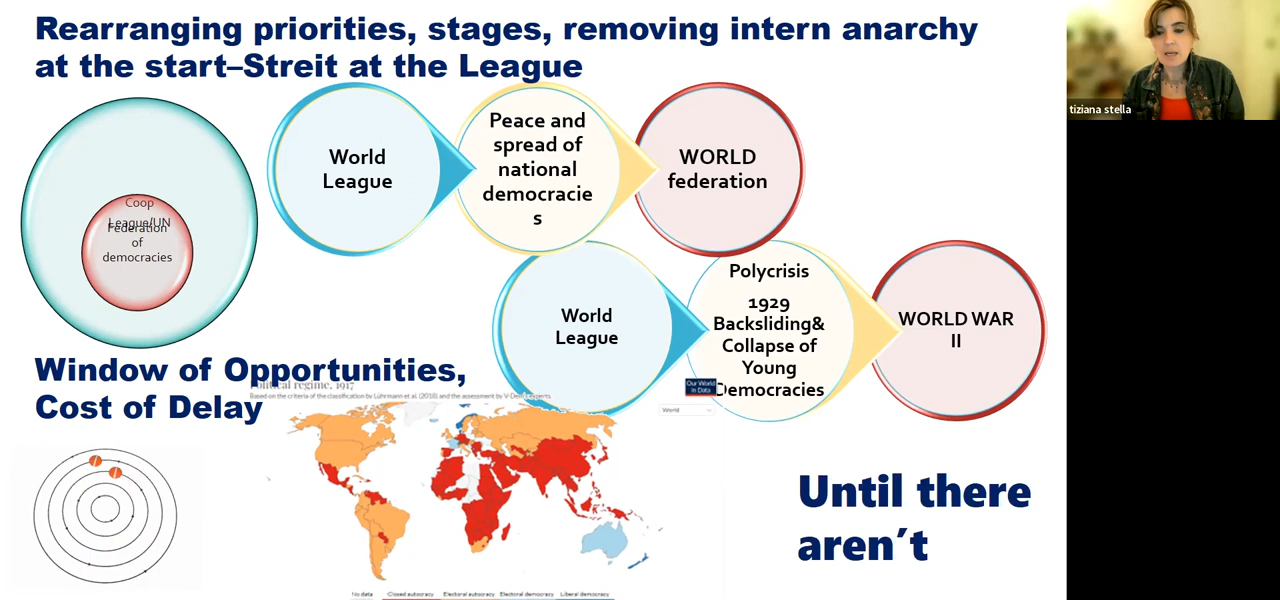 Rearranging priorities, stages, removing intern anarchy
at the start–Streit at the League
tiziana stella
Coop
League/UN
Federation
of
democracies
World
League
Peace and
spread of
national
democracie
s
WORLD
federation
World
League
Polycrisis
1929
Backsliding&
Collapse of
Young
Democracies
WORLD WAR
II
Window of Opportunities,
Cost of Delay
Political regime, 1917
Based on the criteria of the classification by Lührmann et al. (2018) and the assessment by V-Dem's experts.
Our World
in Data
World
No data Closed autocracy Electoral autocracy Electoral democracy Liberal democracy
Until there
aren´t